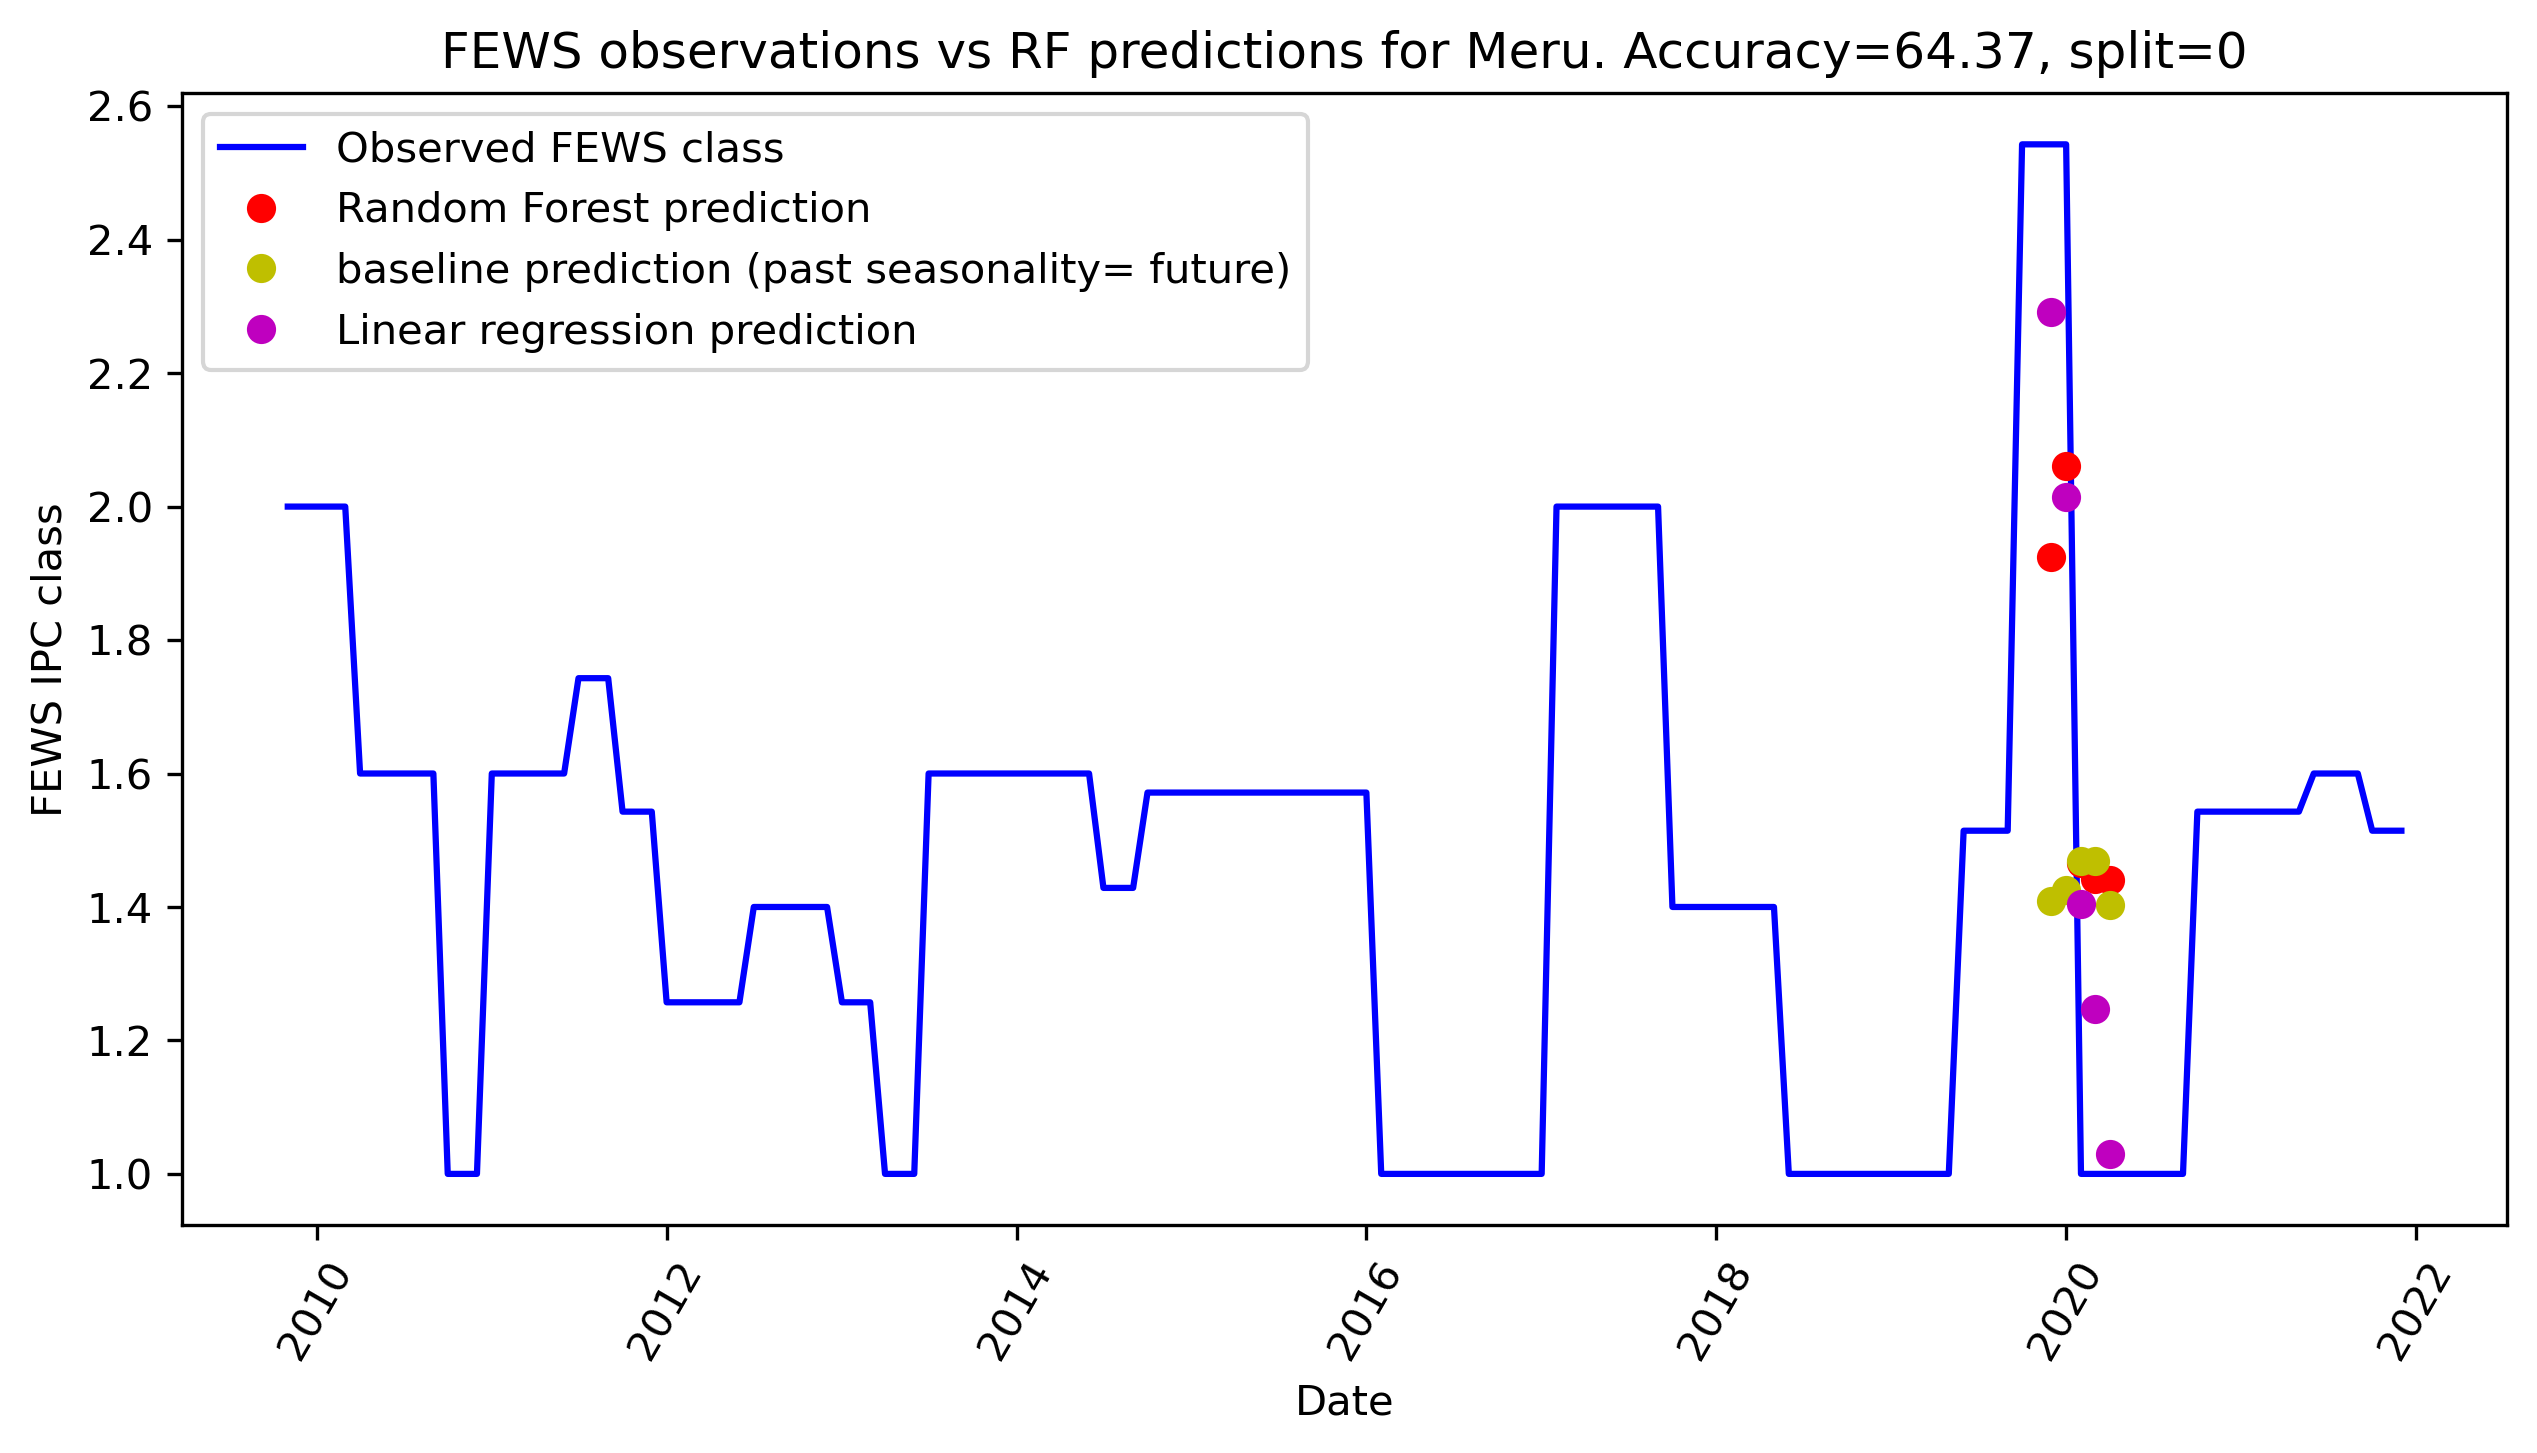 FEWS observations vs RF predictions for Meru. Accuracy=64.37, split=0
Observed FEWS class
Random Forest prediction
baseline prediction (past seasonality= future)
Linear regression prediction
FEWS IPC class
2.6
2.4
2.2
2.0
1.8
1.6
1.4
1.2
1.0
2010
2012
2014
2016
2018
2020
2022
Date